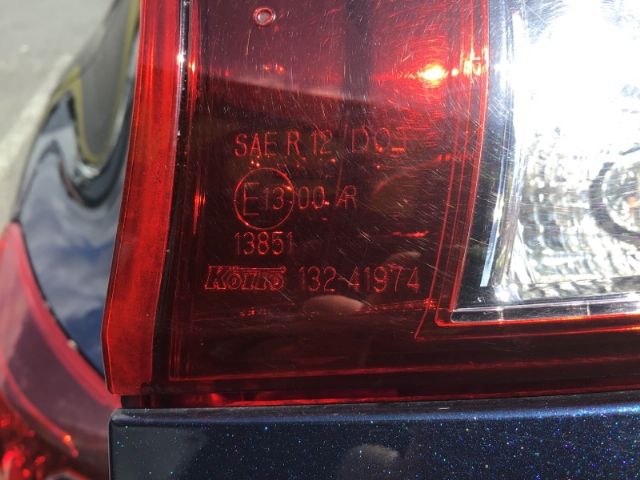 SAE R 12 DOT
E13 00 R
13851
KOITO 132-41974